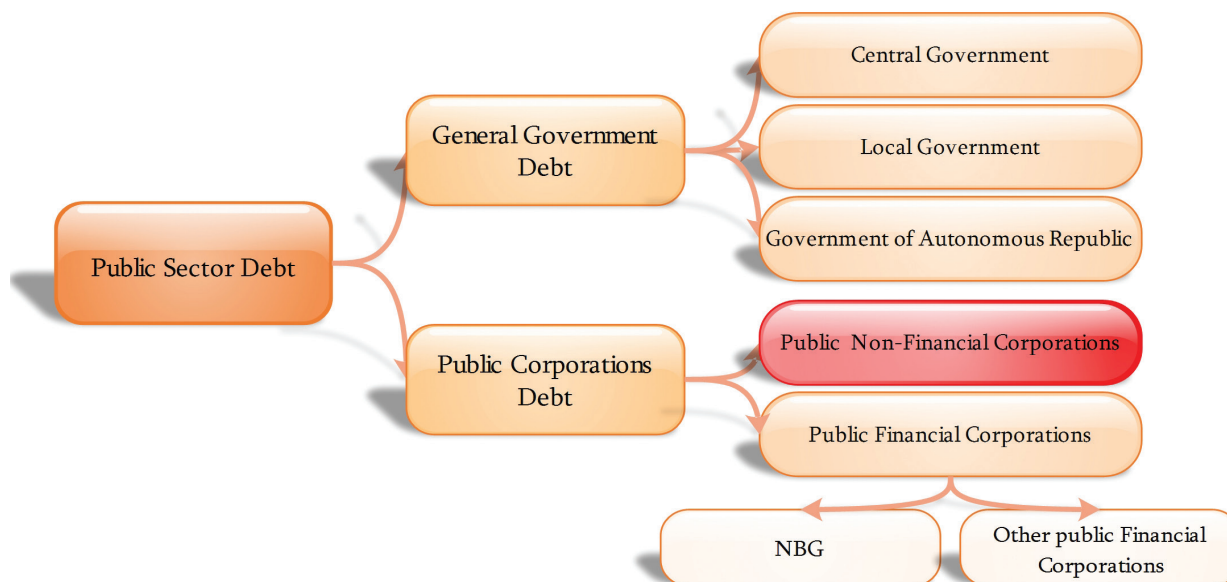 Public Sector Debt
General Government
Debt
Public Corporations
Debt
Central Government
Local Government
Government of Autonomous Republic
Public Non-Financial Corporations
Public Financial Corporations
NBG
Other public Financial
Corporations